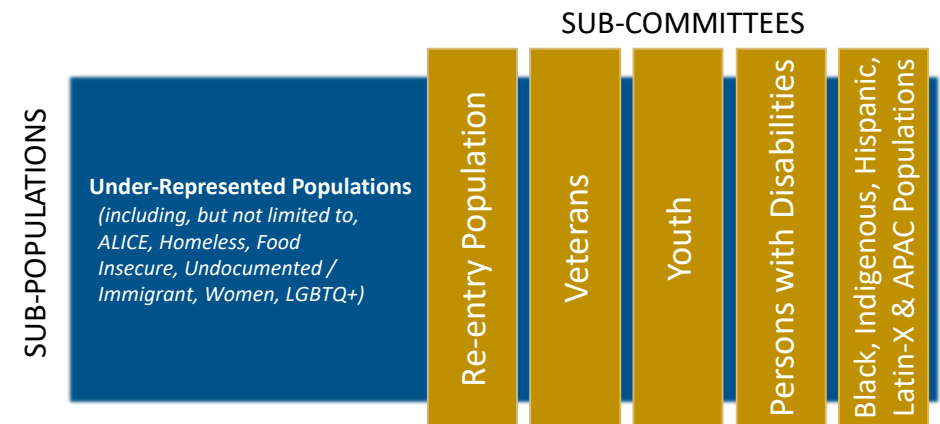 SUB-COMMITTEES
SUB-POPULATIONS
Under-Represented Populations
(including, but not limited to,
ALICE, Homeless, Food
Insecure, Undocumented /
Immigrant, Women, LGBTQ+)
Re-entry Population
Veterans
Youth
Persons with Disabilities
Black, Indigenous, Hispanic,
Latin-X & APAC Populations